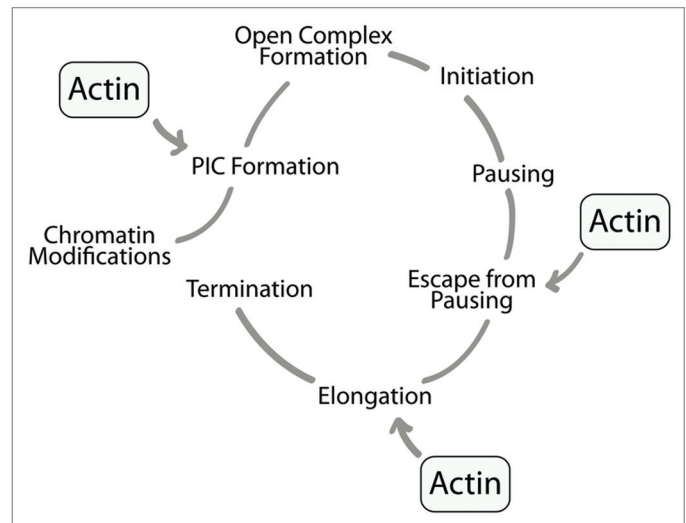 Open Complex
Formation
Initiation
Actin
PIC Formation
Pausing
Actin
Chromatin
Modifications
Escape from
Pausing
Termination
Elongation
Actin